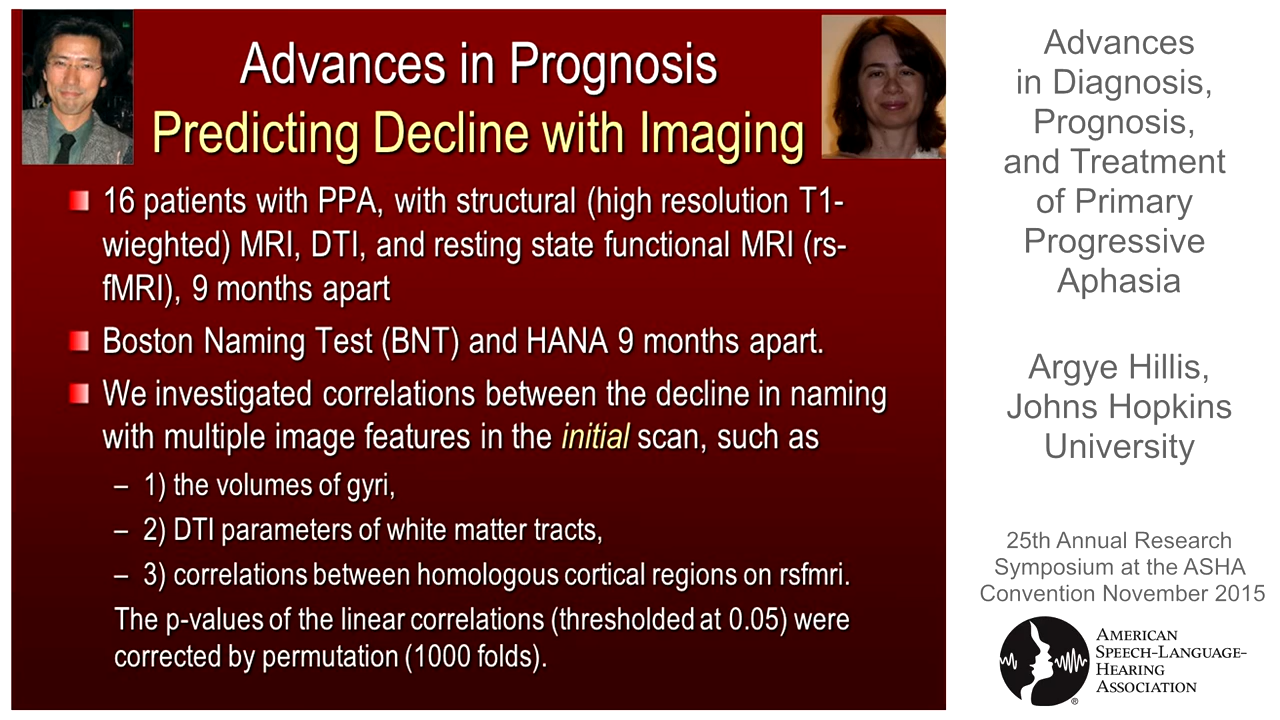 Advances in Prognosis
Predicting Decline with Imaging
16 patients with PPA, with structural (high resolution T1-
wieghted) MRI, DTI, and resting state functional MRI (rs-
fMRI), 9 months apart
Boston Naming Test (BNT) and HANA 9 months apart.
We investigated correlations between the decline in naming
with multiple image features in the initial scan, such as
– 1) the volumes of gyri,
– 2) DTI parameters of white matter tracts,
– 3) correlations between homologous cortical regions on rsfmri.
The p-values of the linear correlations (thresholded at 0.05) were
corrected by permutation (1000 folds).
Advances
in Diagnosis,
Prognosis,
and Treatment
of Primary
Progressive
Aphasia
Argye Hillis,
Johns Hopkins
University
25th Annual Research
Symposium at the ASHA
Convention November 2015
AMERICAN
SPEECH-LANGUAGE-
HEARING
ASSOCIATION
®